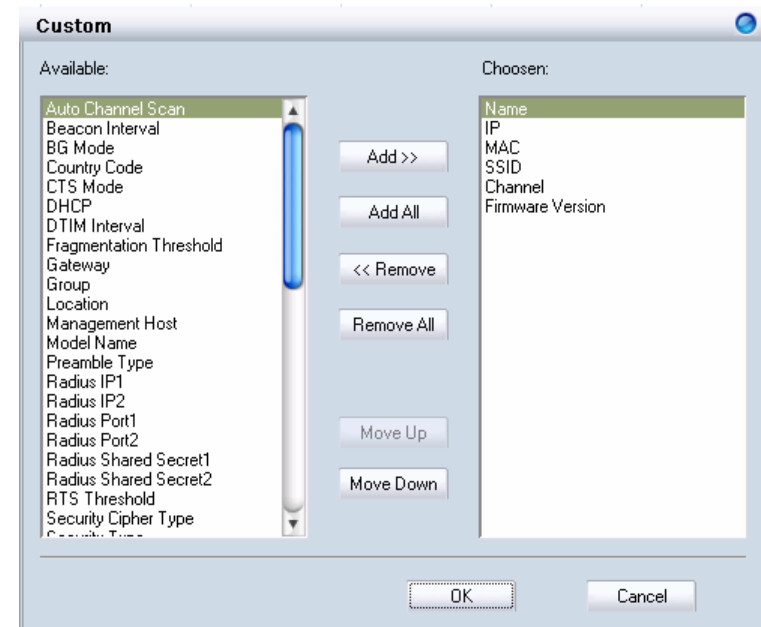 Custom
Available:
Choosen:
Auto Channel Scan
Beacon Interval
BG Mode
Country Code
CTS Mode
DHCP
DTIM Interval
Fragmentation Threshold
Gateway
Group
Location
Management Host
Model Name
Preamble Type
Radius IP1
Radius IP2
Radius Port1
Radius Port2
Radius Shared Secret1
Radius Shared Secret2
RTS Threshold
Security Cipher Type
Add >>
Add All
<< Remove
Remove All
Move Up
Move Down
Name
IP
MAC
SSID
Channel
Firmware Version
OK
Cancel